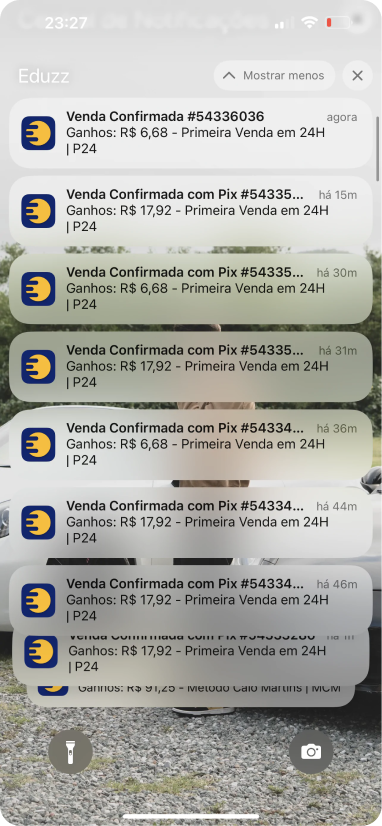 23:27
Eduzz
Mostrar menos
Venda Confirmada #54336036
agora
Ganhos: R$ 6,68 - Primeira Venda em 24H
| P24
Venda Confirmada com Pix #54335...
há 15m
Ganhos: R$ 17,92 - Primeira Venda em 24H
| P24
Venda Confirmada com Pix #54335...
há 30m
Ganhos: R$ 6,68 - Primeira Venda em 24H
| P24
Venda Confirmada com Pix #54335...
há 31m
Ganhos: R$ 17,92 - Primeira Venda em 24H
| P24
Venda Confirmada com Pix #54334...
há 36m
Ganhos: R$ 6,68 - Primeira Venda em 24H
| P24
Venda Confirmada com Pix #54334...
há 44m
Ganhos: R$ 17,92 - Primeira Venda em 24H
| P24
Venda Confirmada com Pix #54334...
há 46m
Ganhos: R$ 17,92 - Primeira Venda em 24H
| P24
Venda Confirmada com Pix
Ganhos: R$ 17,92 - Primeira Venda em 24H
| P24
Ganhos: R$ 91,25 - Método Caio Martins | MCM